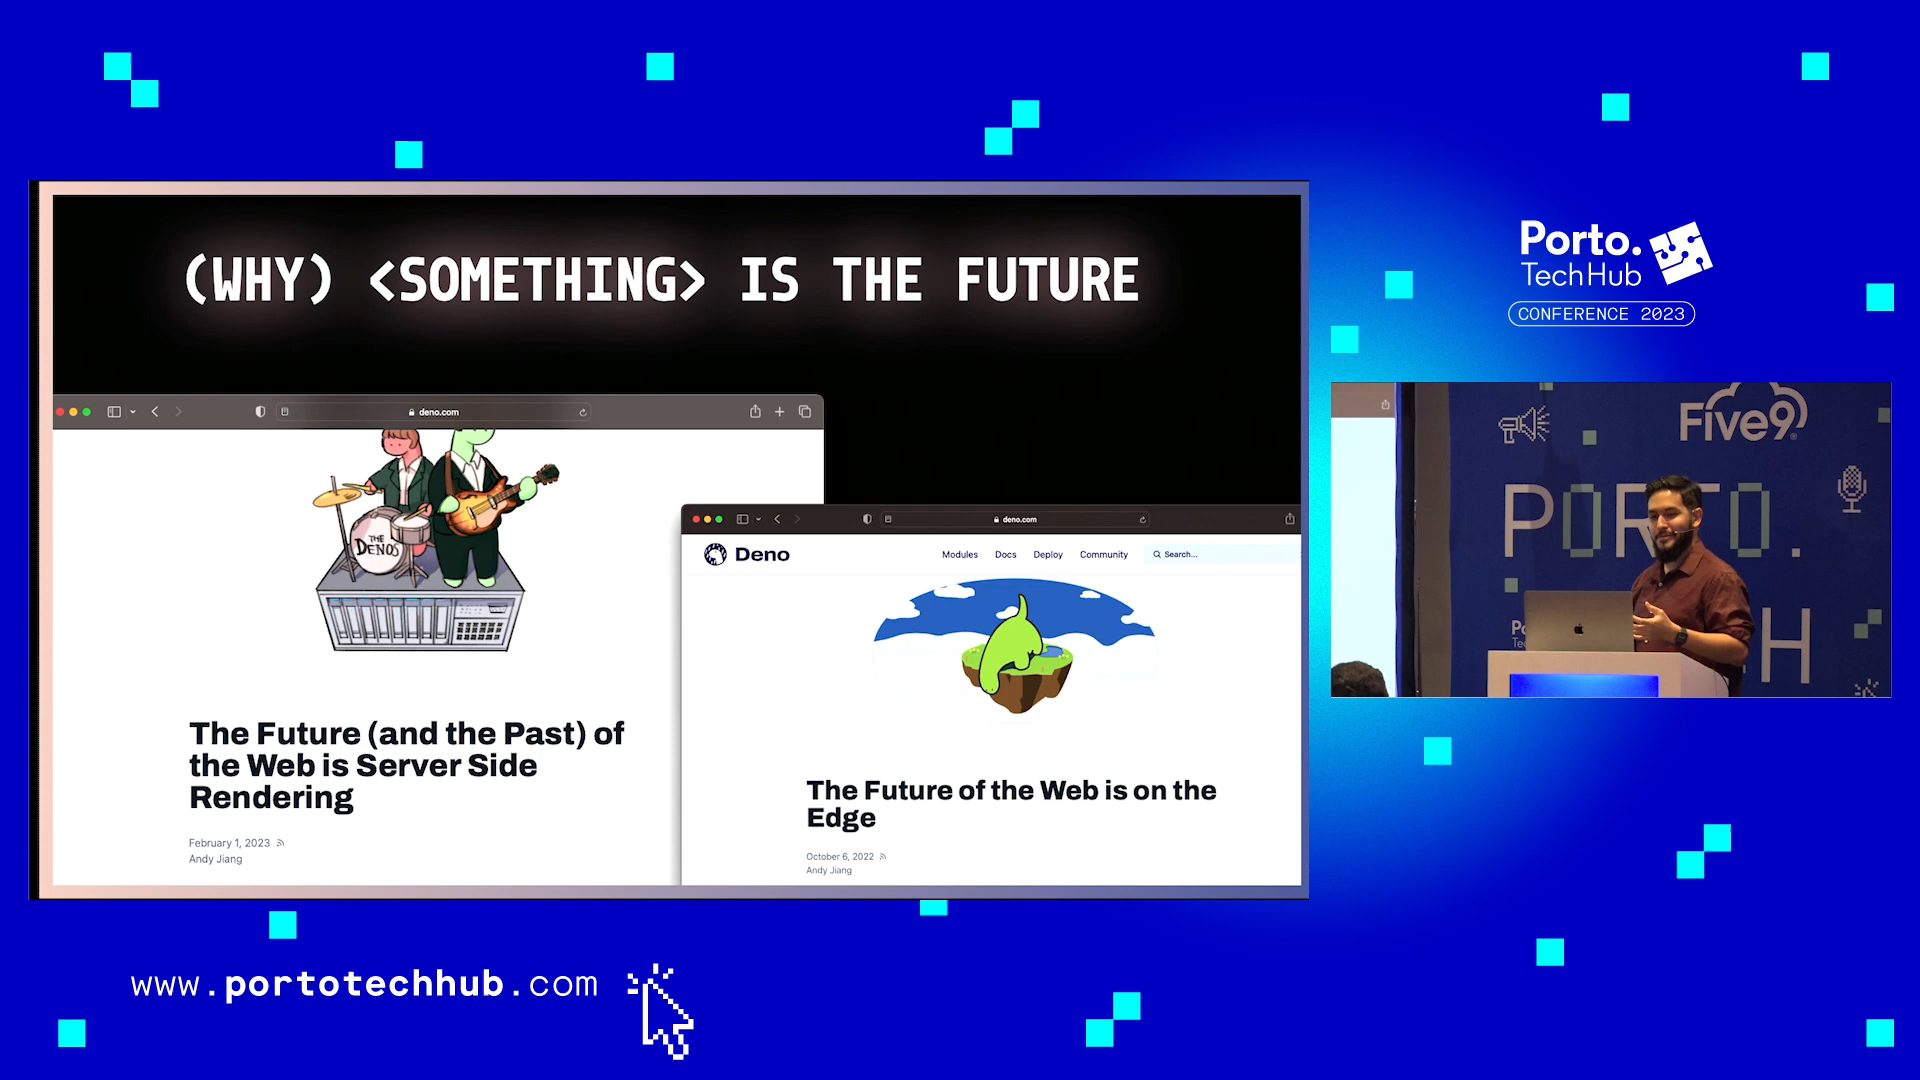 (WHY) <SOMETHING> IS THE FUTURE
deno.com
THE
DENOS
The Future (and the Past) of
the Web is Server Side
Rendering
February 1, 2023
Andy Jiang
deno.com
Deno
Modules Docs Deploy Community Search...
The Future of the Web is on the
Edge
October 6, 2022
Andy Jiang
Porto.
TechHub
CONFERENCE 2023
Five9
PORTO.
H
www.portotechhub.com